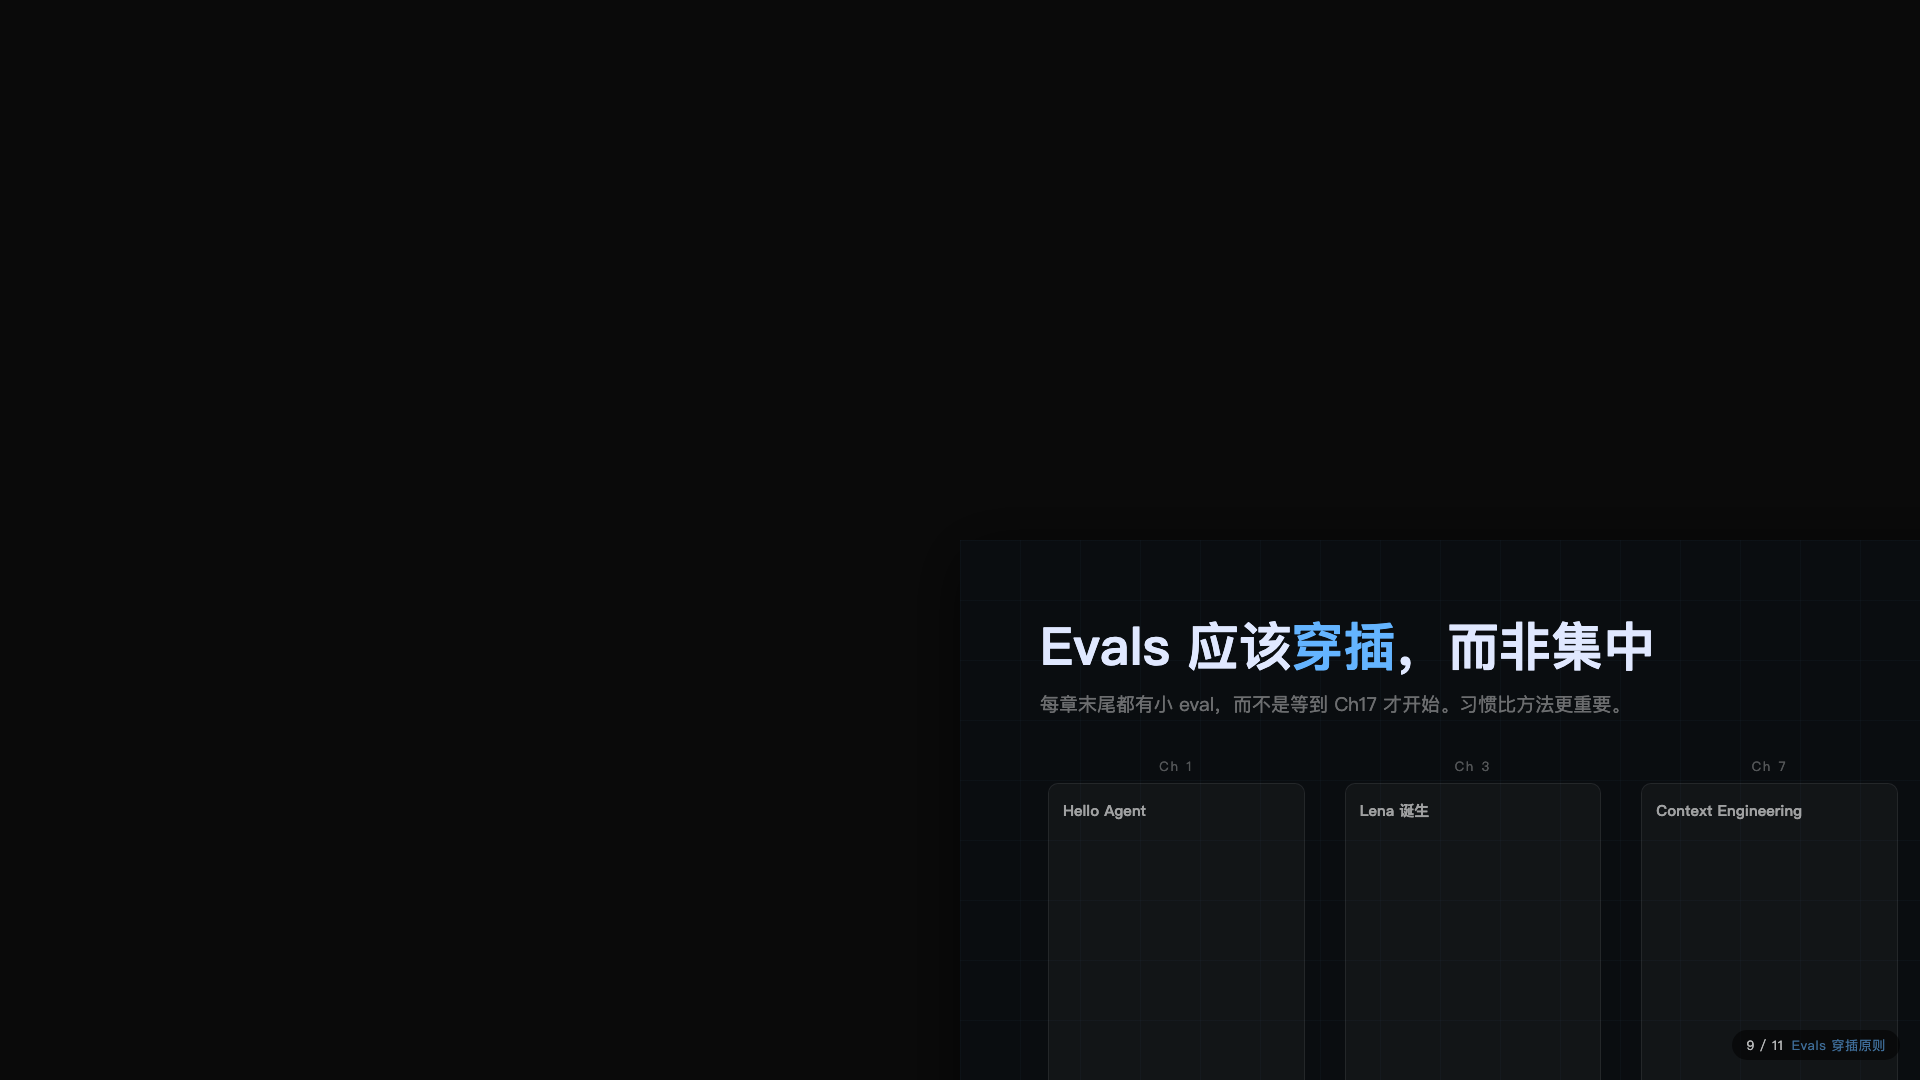 Evals 应该穿插，而非集中
每章末尾都有小 eval，而不是等到 Ch17 才开始。习惯比方法更重要。
Ch 1
Hello Agent
Ch 3
Lena 诞生
Ch 7
Context Engineering
9 / 11 Evals 穿插原则